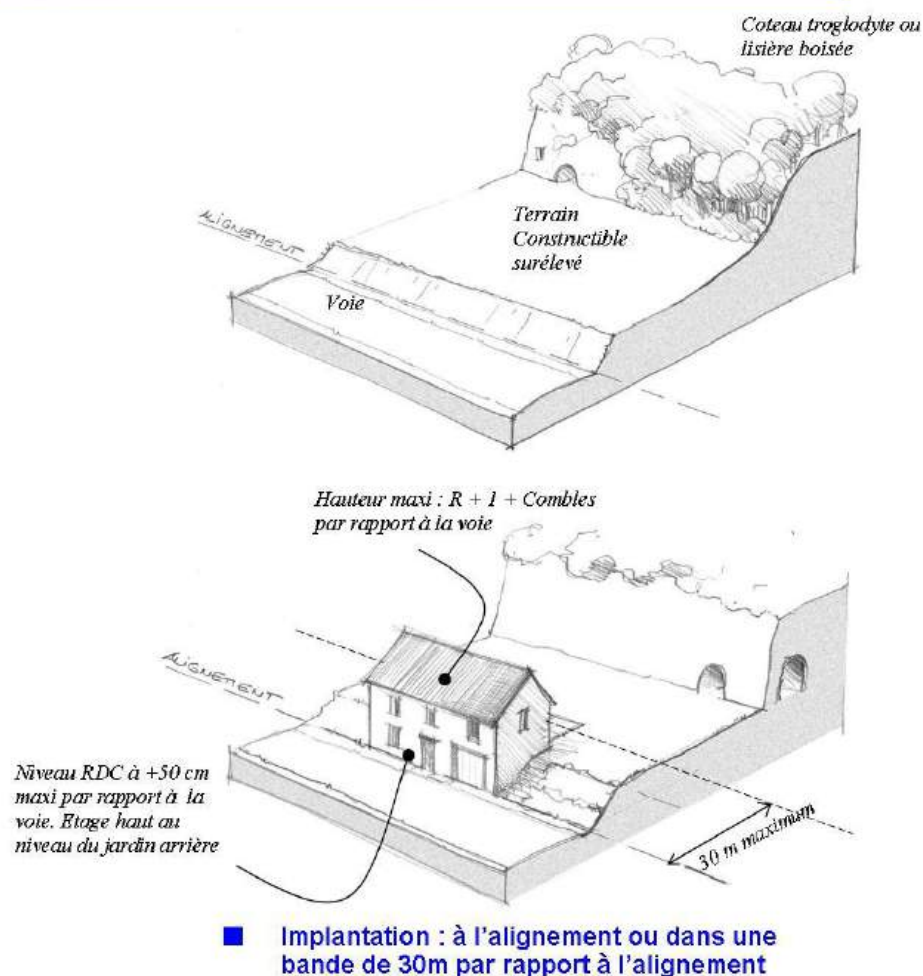 Coteau troglodyte ou
lisière boisée
ALIGNEMENT
Terrain
Constructible
surélevé
Voie
Hauteur maxi : R + 1 + Combles
par rapport à la voie
ALIGNEMENT
Niveau RDC à +50 cm
maxi par rapport à la
voie. Etage haut au
niveau du jardin arrière
30 m maximum
■ Implantation : à l'alignement ou dans une
bande de 30m par rapport à l'alignement